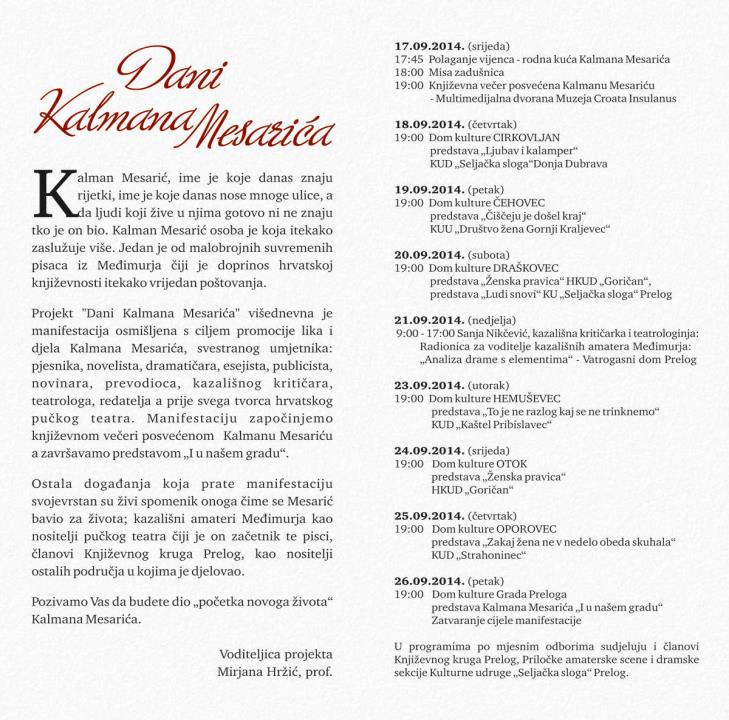 Dani
Kalmana Mesarića
Kalman Mesarić, ime je koje danas znaju
rijetki, ime je koje danas nose mnoge ulice, a
da ljudi koji žive u njima gotovo ni ne znaju
tko je on bio. Kalman Mesarić osoba je koja itekako
zaslužuje više. Jedan je od malobrojnih suvremenih
pisaca iz Međimurja čiji je doprinos hrvatskoj
književnosti itekako vrijedan poštovanja.
Projekt "Dani Kalmana Mesarića" višednevna je
manifestacija osmišljena s ciljem promocije lika i
djela Kalmana Mesarića, svestranog umjetnika:
pjesnika, novelista, dramatičara, esejista, publicista,
novinara, prevodioca, kazališnog kritičara,
teatrologa, redatelja a prije svega tvorca hrvatskog
pučkog teatra. Manifestaciju započinjemo
književnom večeri posvećenom Kalmanu Mesariću
a završavamo predstavom „I u našem gradu“.
Ostala događanja koja prate manifestaciju
svojevrstan su živi spomenik onoga čime se Mesarić
bavio za života; kazališni amateri Međimurja kao
nositelji pučkog teatra čiji je on začetnik te pisci,
članovi Književnog kruga Prelog, kao nositelji
ostalih područja u kojima je djelovao.
Pozivamo Vas da budete dio „početka novoga života“
Kalmana Mesarića.
Voditeljica projekta
Mirjana Hržić, prof.
17.09.2014. (srijeda)
17:45 Polaganje vijenca - rodna kuća Kalmana Mesarića
18:00 Misa zadušnica
19:00 Književna večer posvećena Kalmanu Mesariću
- Multimedijalna dvorana Muzeja Croata Insulanus
18.09.2014. (četvrtak)
19:00 Dom kulture CIRKOVLJAN
predstava „Ljubav i kalamper“
KUD „Seljačka sloga“Donja Dubrava
19.09.2014. (petak)
19:00 Dom kulture ČEHOVEC
predstava „Čiščeju je došel kraj“
KUU „Društvo žena Gornji Kraljevec“
20.09.2014. (subota)
19:00 Dom kulture DRAŠKOVEC
predstava „Ženska pravica“ HKUD „Goričan“,
predstava „Ludi snovi“ KU „Seljačka sloga“ Prelog
21.09.2014. (nedjelja)
9:00 - 17:00 Sanja Nikčević, kazališna kritičarka i teatrologinja:
Radionica za voditelje kazališnih amatera Međimurja:
„Analiza drame s elementima“ - Vatrogasni dom Prelog
23.09.2014. (utorak)
19:00 Dom kulture HEMUŠEVEC
predstava „To je ne razlog kaj se ne trinknemo“
KUD „Kaštel Pribislavec“
24.09.2014. (srijeda)
19:00 Dom kulture OTOK
predstava „Ženska pravica“
HKUD „Goričan“
25.09.2014. (četvrtak)
19:00 Dom kulture OPOROVEC
predstava „Zakaj žena ne v nedelo obeda skuhala“
KUD „Strahoninec“
26.09.2014. (petak)
19:00 Dom kulture Grada Preloga
predstava Kalmana Mesarića „I u našem gradu“
Zatvaranje cijele manifestacije
U programima po mjesnim odborima sudjeluju i članovi
Književnog kruga Prelog, Priločke amaterske scene i dramske
sekcije Kulturne udruge „Seljačka sloga“ Prelog.